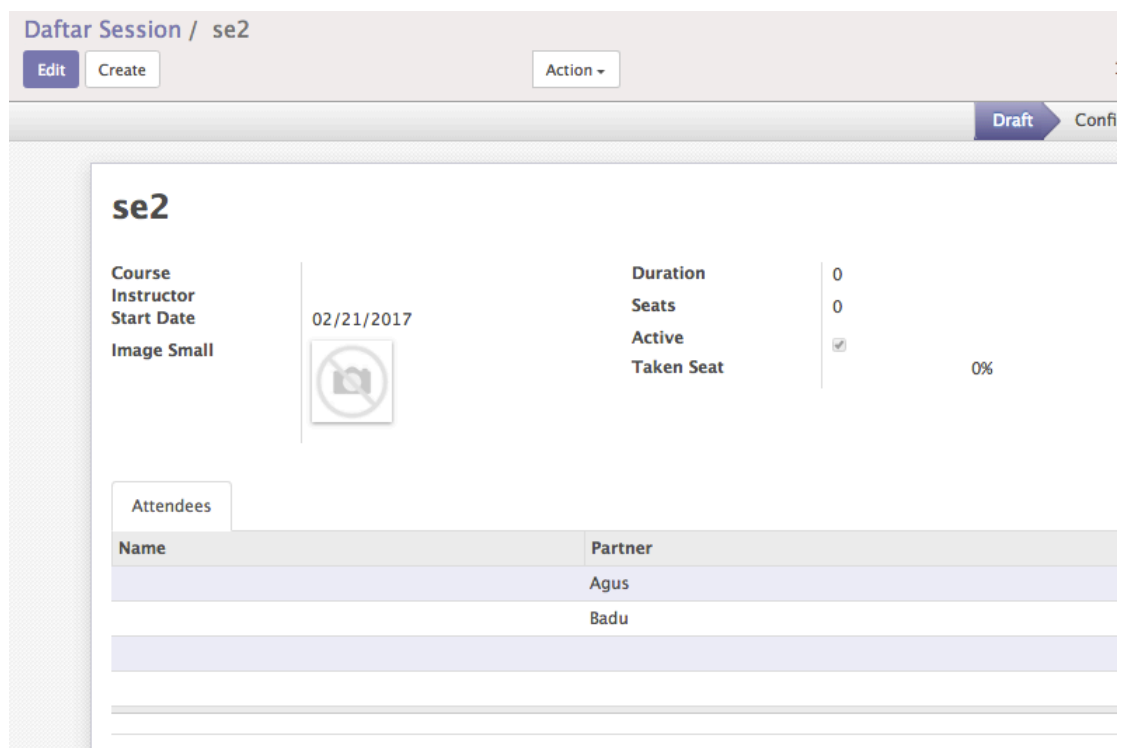 Daftar Session / se2
Edit Create Action
Draft Confi
se2
Course
Instructor
Start Date 02/21/2017
Image Small
Duration 0
Seats 0
Active
Taken Seat 0%
Attendees
Name Partner
Agus
Badu